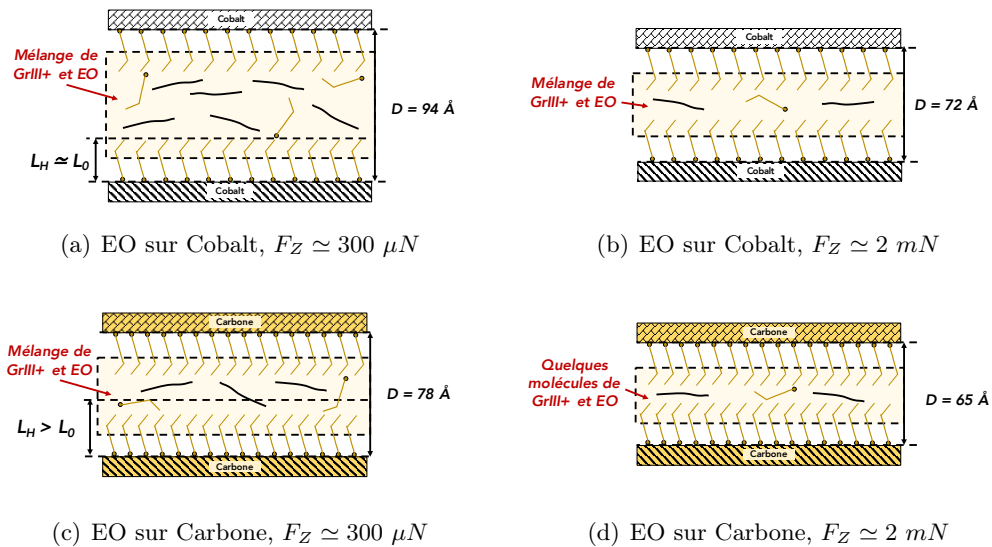 Cobalt
Mélange de
GrIII+ et EO
D = 94 Å
L_H ≃ L_0
Cobalt
(a) EO sur Cobalt, F_Z ≃ 300 μN
Cobalt
Mélange de
GrIII+ et EO
D = 72 Å
Cobalt
(b) EO sur Cobalt, F_Z ≃ 2 mN
Carbone
Mélange de
GrIII+ et EO
D = 78 Å
L_H > L_0
Carbone
(c) EO sur Carbone, F_Z ≃ 300 μN
Carbone
Quelques
molécules de
GrIII+ et EO
D = 65 Å
Carbone
(d) EO sur Carbone, F_Z ≃ 2 mN